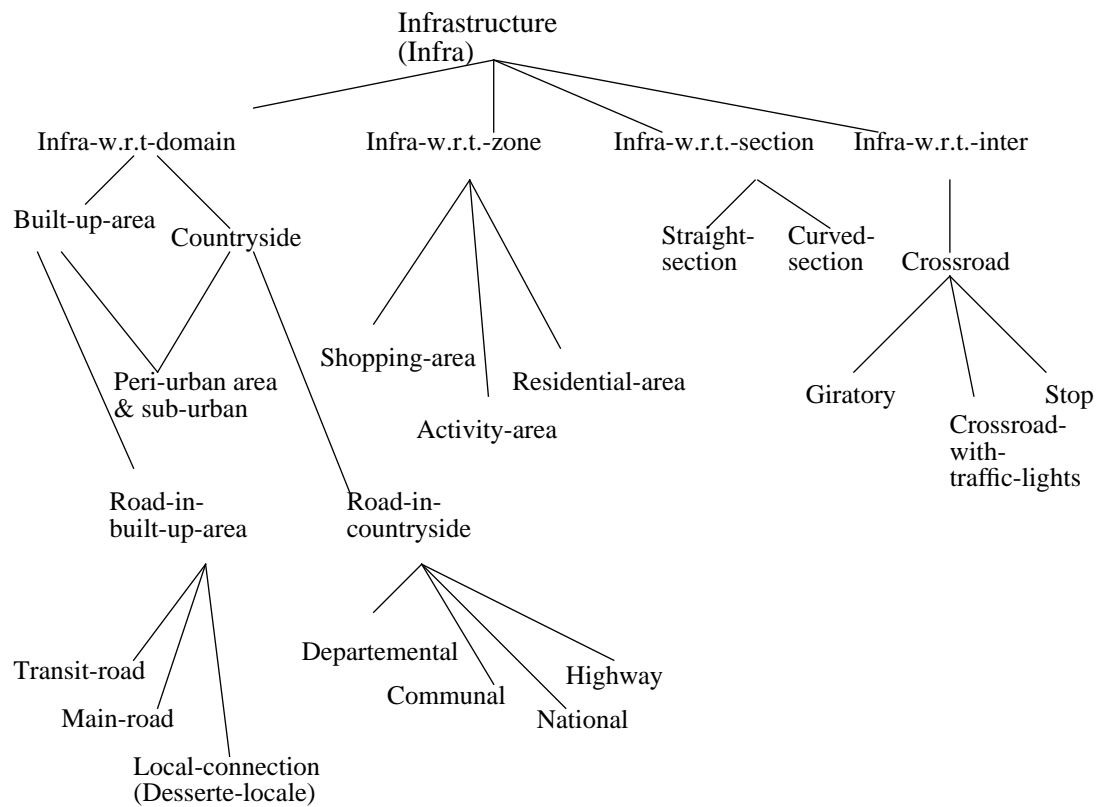 Infrastructure
(Infra)
Infra-w.r.t-domain
Infra-w.r.t.-zone
Infra-w.r.t.-section
Infra-w.r.t.-inter
Built-up-area
Countryside
Straight-
section
Curved-
section
Crossroad
Peri-urban area
& sub-urban
Shopping-area
Residential-area
Activity-area
Giratory
Stop
Crossroad-
with-
traffic-lights
Road-in-
built-up-area
Road-in-
countryside
Transit-road
Main-road
Local-connection
(Desserte-locale)
Departemental
Communal
National
Highway